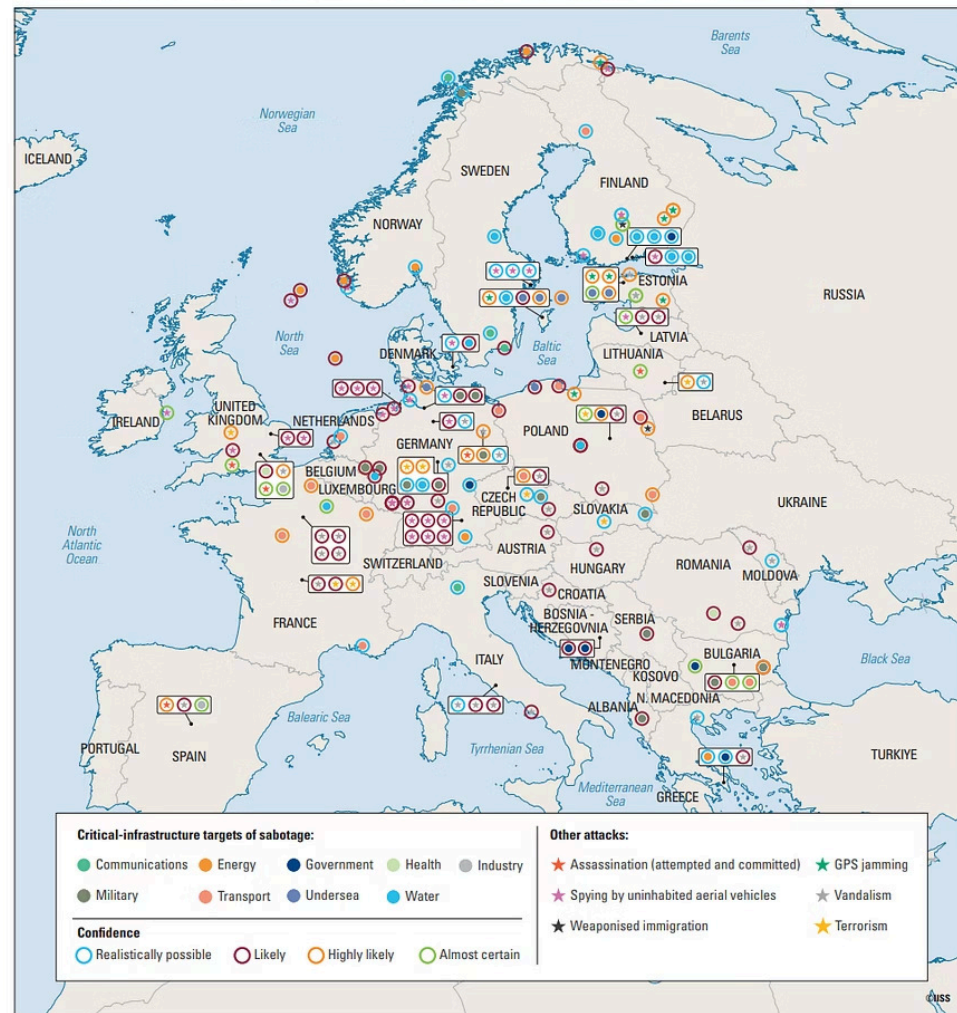 Barents
Sea
Norwegian
Sea
ICELAND
SWEDEN
FINLAND
NORWAY
RUSSIA
ESTONIA
LATVIA
North
Sea
DENMARK
Baltic
Sea
LITHUANIA
UNITED
KINGDOM
IRELAND
NETHERLANDS
BELARUS
GERMANY
POLAND
BELGIUM
LUXEMBOURG
CZECH
REPUBLIC
UKRAINE
SLOVAKIA
North
Atlantic
Ocean
AUSTRIA
SWITZERLAND
HUNGARY
ROMANIA
MOLDOVA
SLOVENIA
CROATIA
FRANCE
BOSNIA -
HERZEGOVNIA
SERBIA
ITALY
MONTENEGRO
BULGARIA
Black Sea
KOSOVO
N. MACEDONIA
ALBANIA
Balearic Sea
PORTUGAL
SPAIN
Tyrrhenian Sea
TURKIYE
Mediterranean
Sea
GREECE
Critical-infrastructure targets of sabotage:
Communications Energy Government Health Industry
Military Transport Undersea Water
Confidence
Realistically possible Likely Highly likely Almost certain
Other attacks:
Assassination (attempted and committed) GPS jamming
Spying by uninhabited aerial vehicles Vandalism
Weaponised immigration Terrorism
©IISS